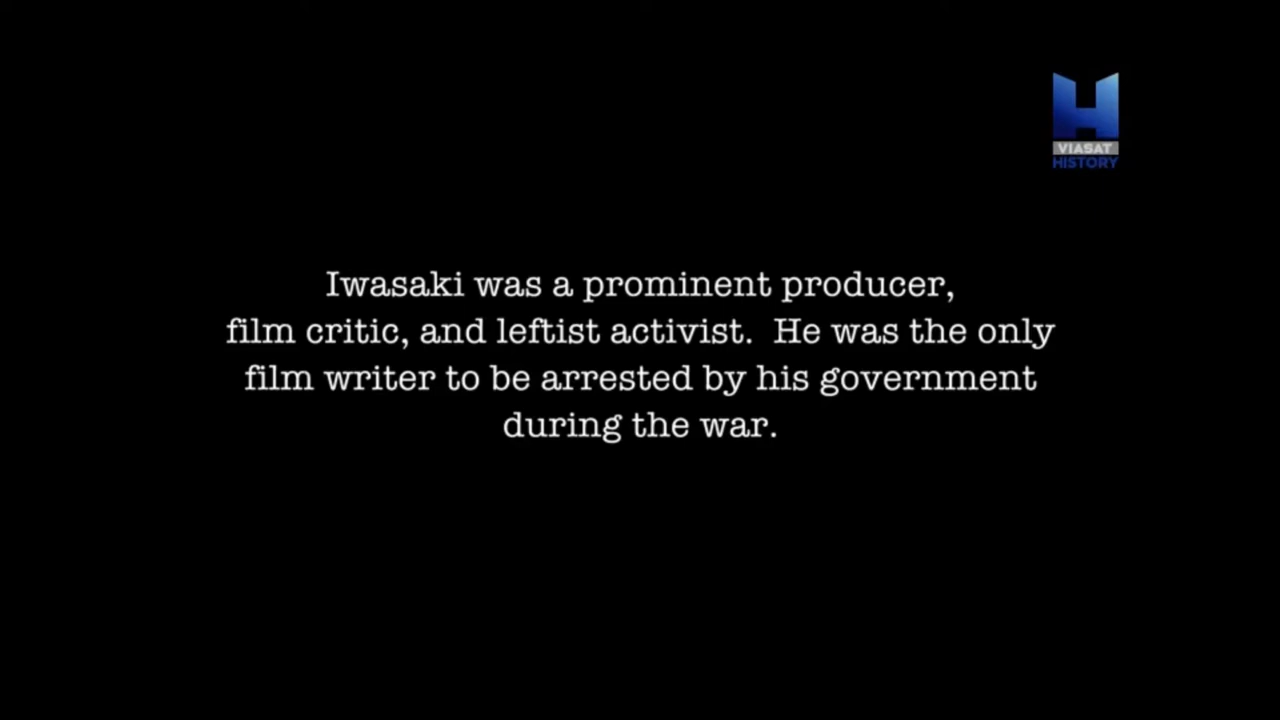 VIASAT
HISTORY
Iwasaki was a prominent producer,
film critic, and leftist activist.  He was the only
film writer to be arrested by his government
during the war.